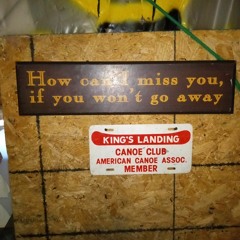 How can I miss you,
if you won't go away
KING'S LANDING
CANOE CLUB
AMERICAN CANOE ASSOC.
MEMBER